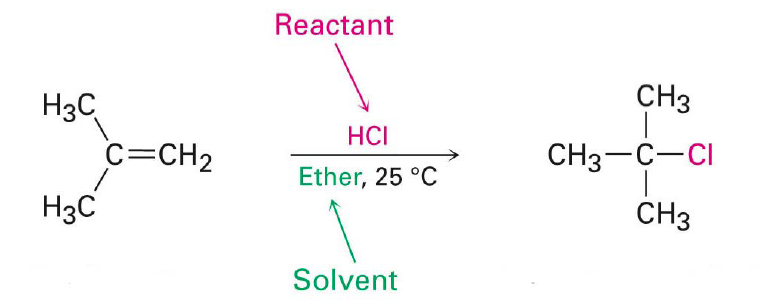 Reactant
H₃C
C=CH₂
H₃C
HCl
Ether, 25 °C
CH₃
CH₃—C—Cl
CH₃
Solvent